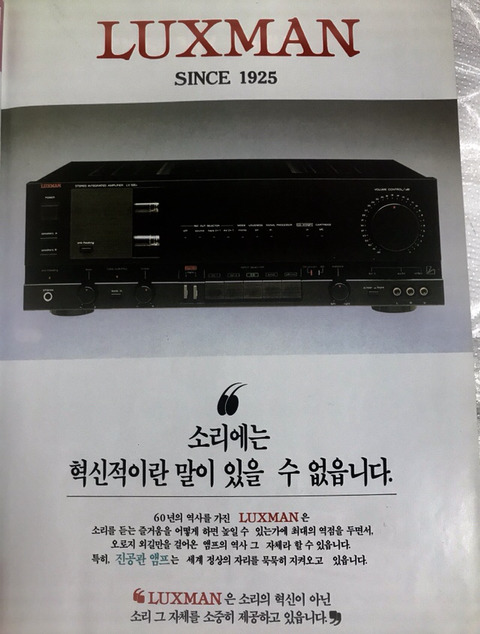 LUXMAN
SINCE 1925
LUXMAN
STEREO INTEGRATED AMPLIFIER
VOLUME CONTROL
❝
소리에는
혁신적이란 말이 있을 수 없읍니다.
60년의 역사를 가진 LUXMAN은
소리를 듣는 즐거움을 어떻게 하면 높일 수 있는가에 최대의 역점을 두면서,
오로지 외길만을 걸어온 앰프의 역사 그 자체라 할 수 있읍니다.
특히, 진공관 앰프는 세계 정상의 자리를 묵묵히 지켜오고 있읍니다.
❝LUXMAN은 소리의 혁신이 아닌
소리 그 자체를 소중히 제공하고 있읍니다.❞